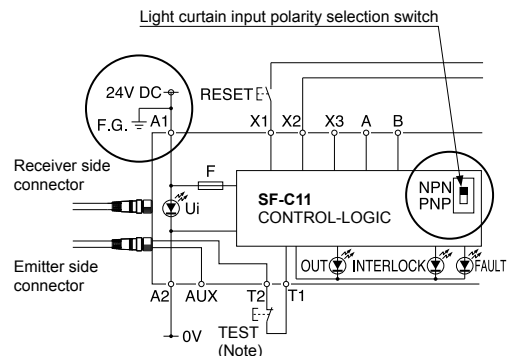 Light curtain input polarity selection switch
24V DC
RESET
F.G.
A1
X1
X2
X3
A
B
Receiver side
connector
F
Ui
SF-C11
CONTROL-LOGIC
NPN
PNP
OUT
INTERLOCK
FAULT
Emitter side
connector
A2
AUX
T2
T1
0V
TEST
(Note)